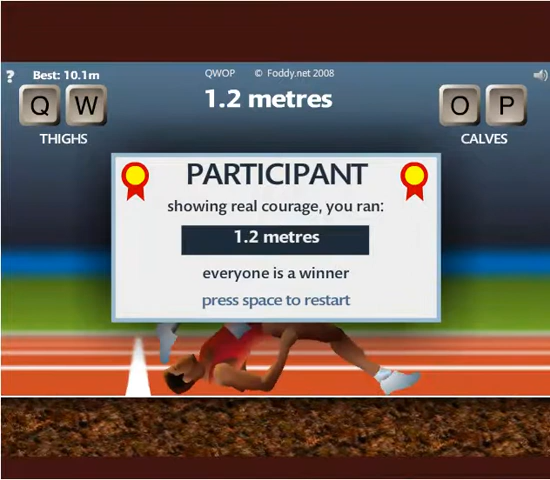 ? Best: 10.1m QWOP © Foddy.net 2008
Q W 1.2 metres O P
THIGHS CALVES
PARTICIPANT
showing real courage, you ran:
1.2 metres
everyone is a winner
press space to restart